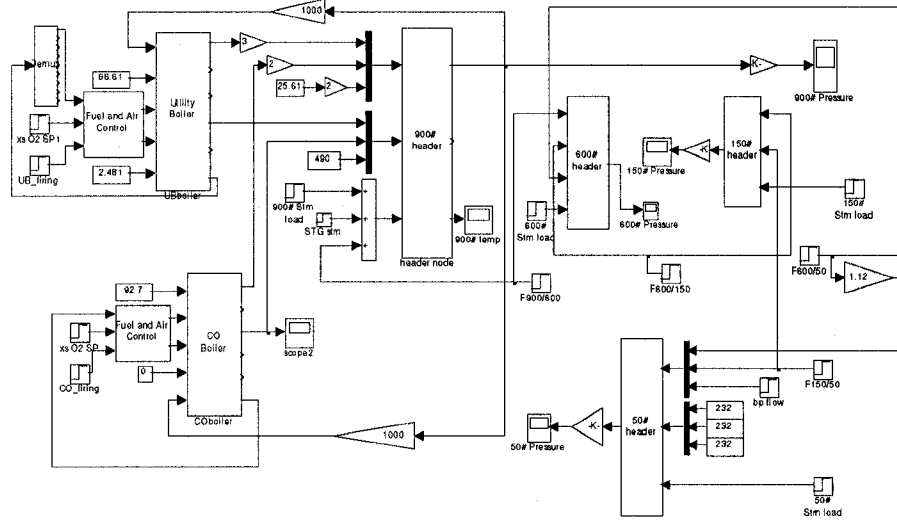 1000
3
2
98.61
25.61
2
Demux
Utility
Boiler
900#
header
K-
900# Pressure
Fuel and Air
Control
xs O2 SP1
UB_firing
2.481
UBboiler
490
600#
header
150#
header
-K
150# Pressure
900# Stm
load
STG stm
900# temp
header node
600#
Stm load
600# Pressure
150#
Stm load
F900/600
F600/150
F600/50
1.12
92.7
Fuel and Air
Control
CO
Boiler
xs O2 SP
CO_firing
0
COboiler
scope2
1000
50# Pressure
-K-
50#
header
bp flow
F150/50
232
232
232
50#
Stm load